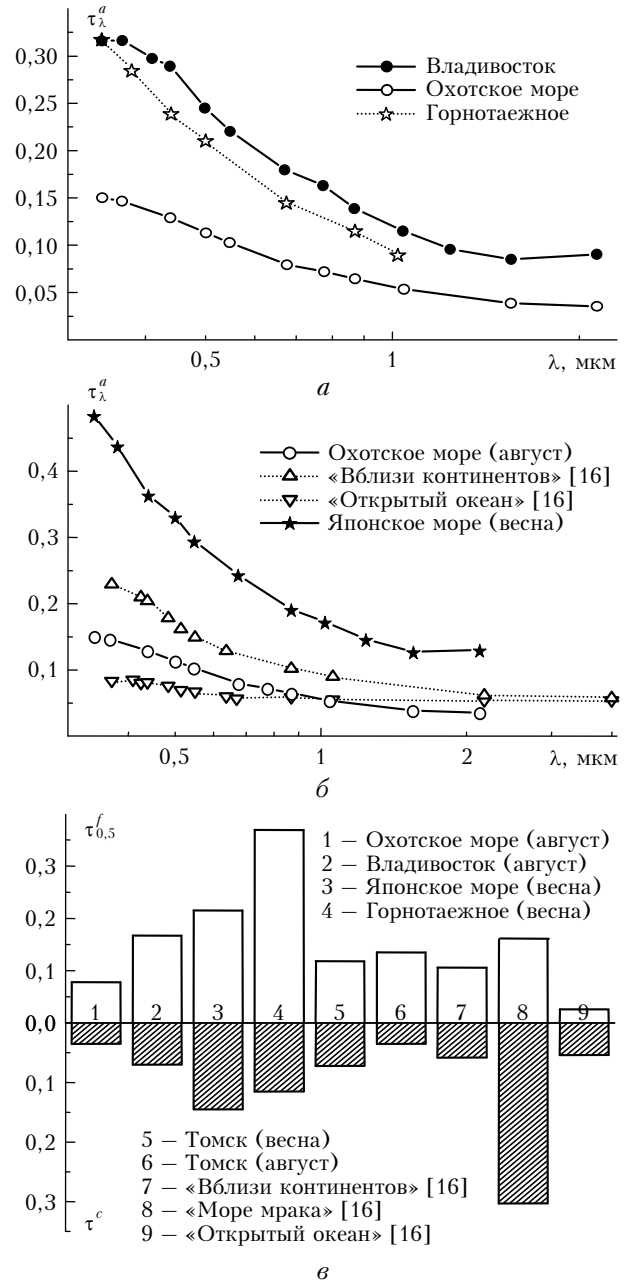 τλᵃ
0,30
0,25
0,20
0,15
0,10
0,05
Владивосток
Охотское море
Горнотаежное
0,5 1 λ, мкм
а
τλᵃ
0,4
0,3
0,2
0,1
Охотское море (август)
«Вблизи континентов» [16]
«Открытый океан» [16]
Японское море (весна)
0,5 1 2 λ, мкм
б
τ0,5ᶠ
0,3
0,2
0,1
0,0
0,1
0,2
0,3
τᶜ
1 – Охотское море (август)
2 – Владивосток (август)
3 – Японское море (весна)
4 – Горнотаежное (весна)
1 2 3 4 5 6 7 8 9
5 – Томск (весна)
6 – Томск (август)
7 – «Вблизи континентов» [16]
8 – «Море мрака» [16]
9 – «Открытый океан» [16]
в